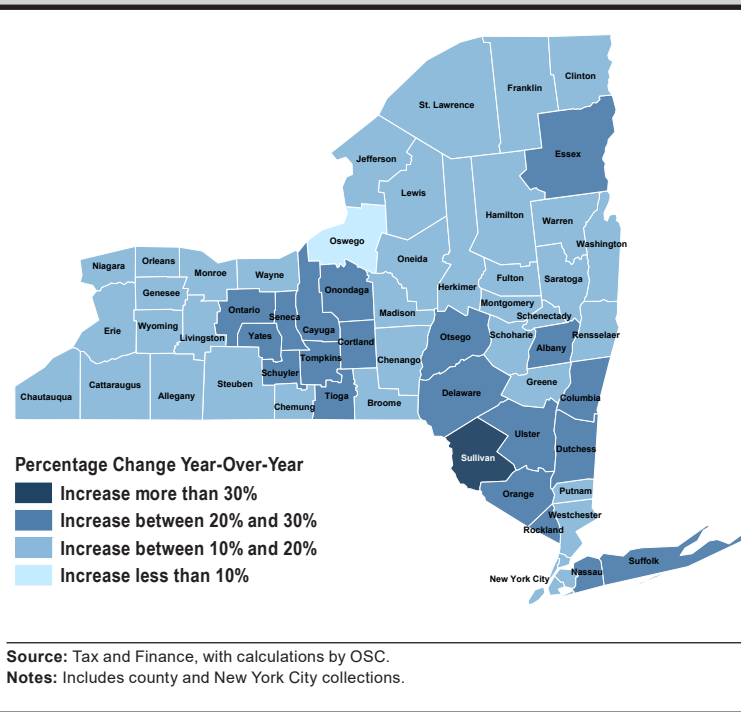 Clinton
Franklin
St. Lawrence
Essex
Jefferson
Lewis
Hamilton
Warren
Washington
Oswego
Oneida
Herkimer
Fulton
Saratoga
Niagara
Orleans
Monroe
Wayne
Genesee
Onondaga
Madison
Montgomery
Schenectady
Ontario
Seneca
Cayuga
Erie
Wyoming
Livingston
Yates
Cortland
Otsego
Schoharie
Albany
Rensselaer
Tompkins
Chenango
Schuyler
Chautauqua
Cattaraugus
Allegany
Steuben
Chemung
Tioga
Broome
Delaware
Greene
Columbia
Ulster
Dutchess
Sullivan
Orange
Putnam
Westchester
Rockland
New York City
Nassau
Suffolk
Percentage Change Year-Over-Year
Increase more than 30%
Increase between 20% and 30%
Increase between 10% and 20%
Increase less than 10%
Source: Tax and Finance, with calculations by OSC.
Notes: Includes county and New York City collections.